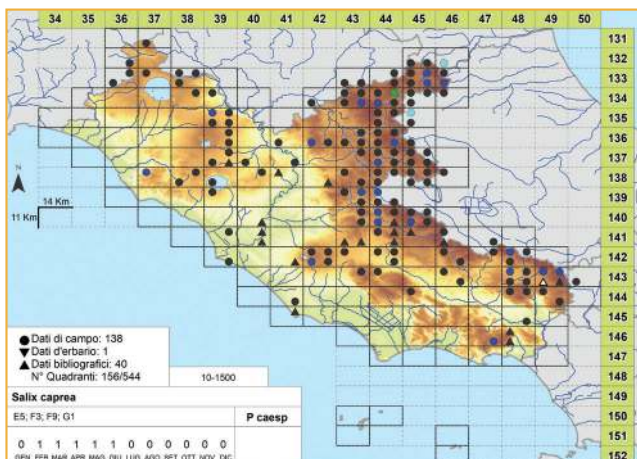 34 35 36 37 38 39 40 41 42 43 44 45 46 47 48 49 50
131
132
133
134
135
136
137
138
139
140
141
142
143
144
145
146
147
148
149
150
151
152
N
14 Km
11 Km
Dati di campo: 138
Dati d'erbario: 1
Dati bibliografici: 40
N° Quadranti: 156/544
10-1500
Salix caprea
E5; F3; F9; G1
P caesp
0 1 1 1 1 1 0 0 0 0 0 0
GEN FEB MAR APR MAG GIU LUG AGO SET OTT NOV DIC